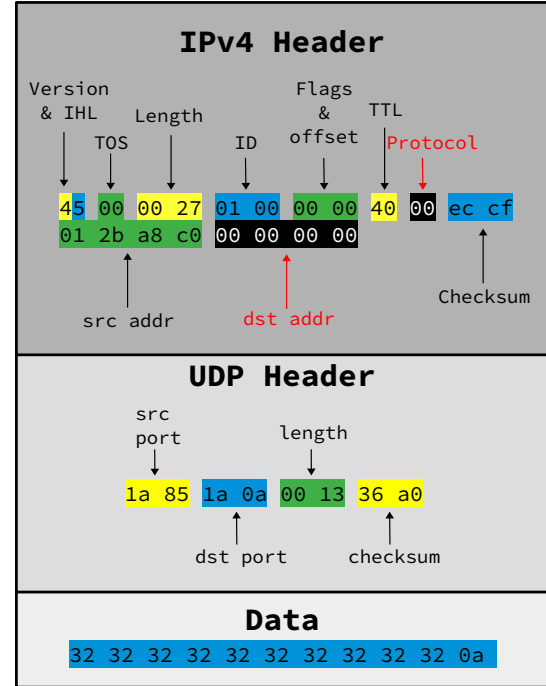 IPv4 Header
Version & IHL
TOS
Length
ID
Flags & offset
TTL
Protocol
45 00 00 27 01 00 00 00 40 00 ec cf
01 2b a8 c0 00 00 00 00
src addr
dst addr
Checksum
UDP Header
src port
length
1a 85 1a 0a 00 13 36 a0
dst port
checksum
Data
32 32 32 32 32 32 32 32 32 32 0a